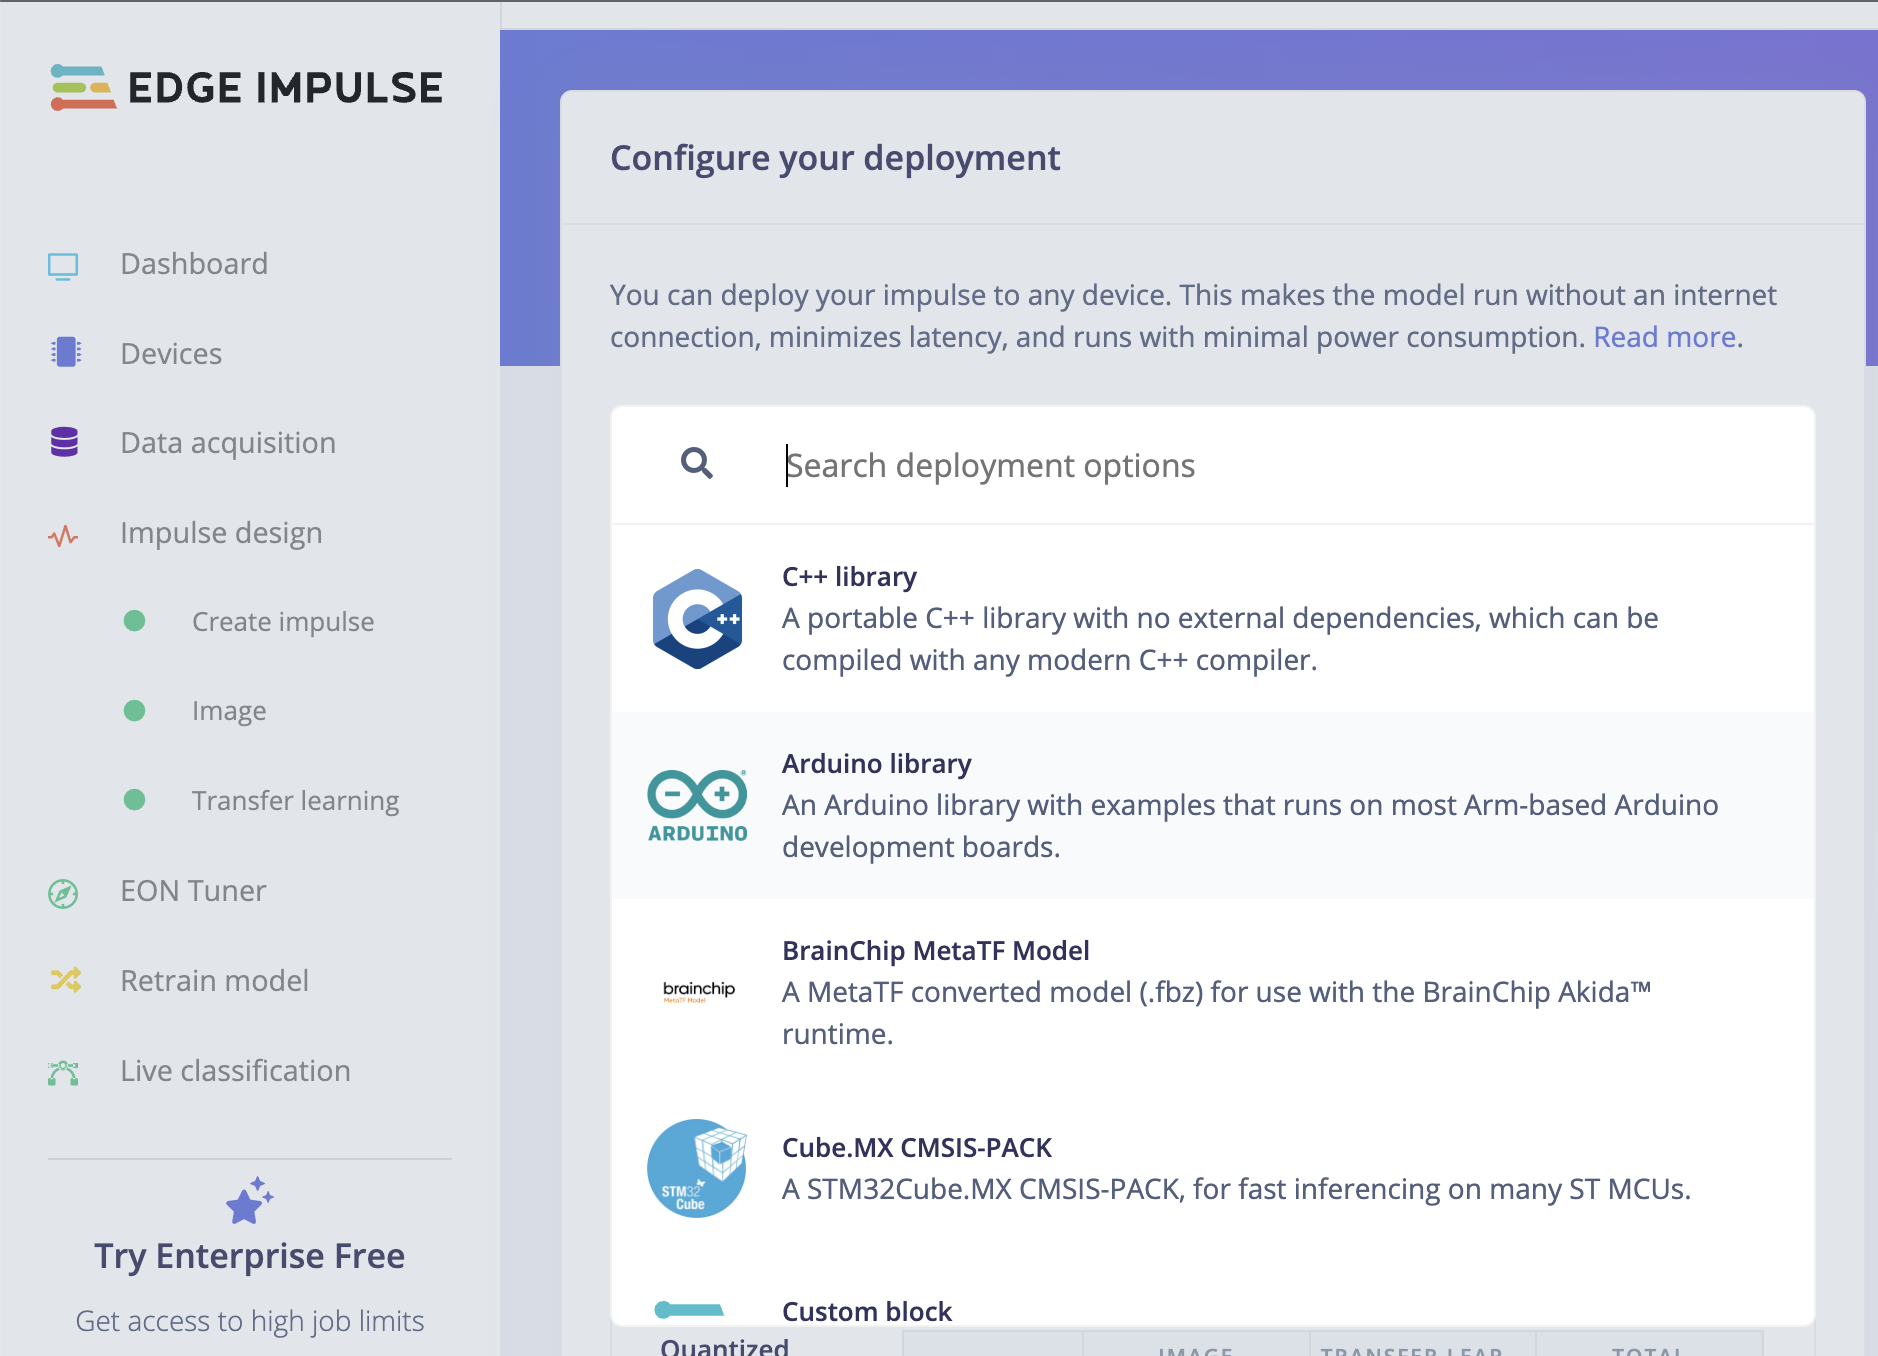 EDGE IMPULSE
Dashboard
Devices
Data acquisition
Impulse design
Create impulse
Image
Transfer learning
EON Tuner
Retrain model
Live classification
Try Enterprise Free
Get access to high job limits
Configure your deployment
You can deploy your impulse to any device. This makes the model run without an internet
connection, minimizes latency, and runs with minimal power consumption. Read more.
Search deployment options
C++ library
A portable C++ library with no external dependencies, which can be
compiled with any modern C++ compiler.
ARDUINO
Arduino library
An Arduino library with examples that runs on most Arm-based Arduino
development boards.
brainchip
MetaTF Model
BrainChip MetaTF Model
A MetaTF converted model (.fbz) for use with the BrainChip Akida™
runtime.
STM32
Cube
Cube.MX CMSIS-PACK
A STM32Cube.MX CMSIS-PACK, for fast inferencing on many ST MCUs.
Custom block
Quantized
IMAGE
TRANSFER LEAR
TOTAL